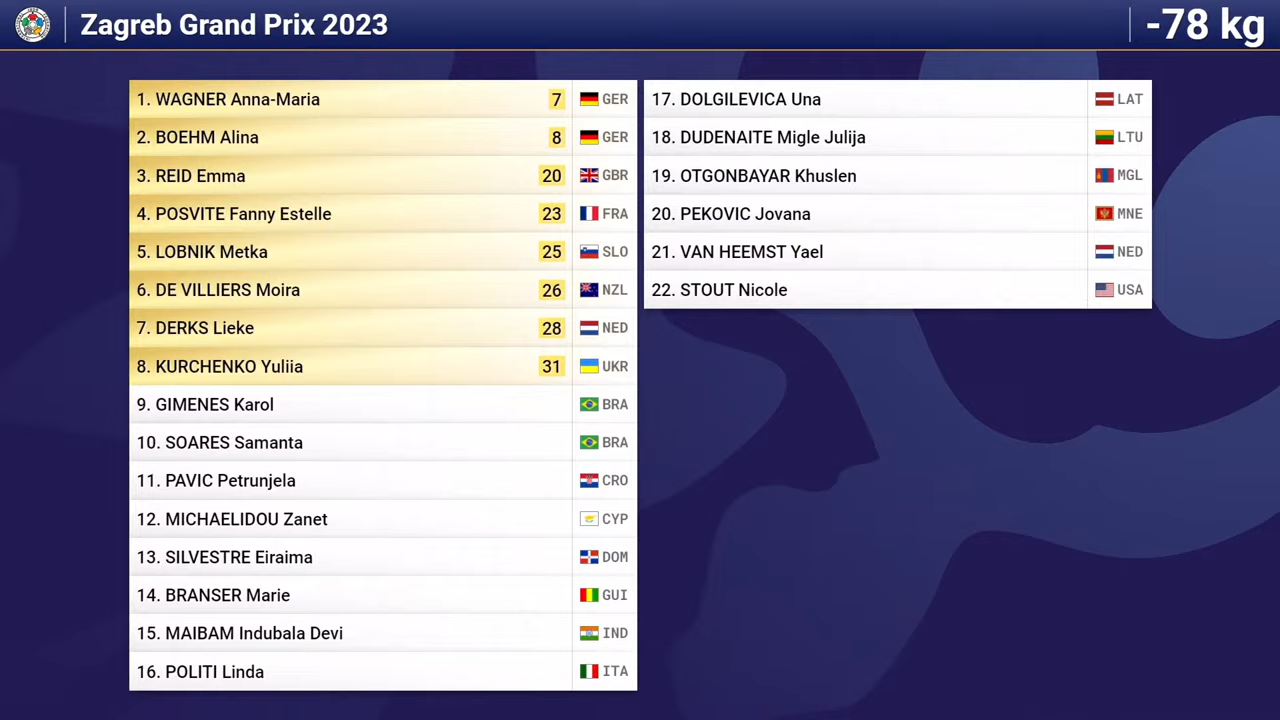 Zagreb Grand Prix 2023
-78 kg
1. WAGNER Anna-Maria 7 GER
2. BOEHM Alina 8 GER
3. REID Emma 20 GBR
4. POSVITE Fanny Estelle 23 FRA
5. LOBNIK Metka 25 SLO
6. DE VILLIERS Moira 26 NZL
7. DERKS Lieke 28 NED
8. KURCHENKO Yuliia 31 UKR
9. GIMENES Karol BRA
10. SOARES Samanta BRA
11. PAVIC Petrunjela CRO
12. MICHAELIDOU Zanet CYP
13. SILVESTRE Eiraima DOM
14. BRANSER Marie GUI
15. MAIBAM Indubala Devi IND
16. POLITI Linda ITA
17. DOLGILEVICA Una LAT
18. DUDENAITE Migle Julija LTU
19. OTGONBAYAR Khuslen MGL
20. PEKOVIC Jovana MNE
21. VAN HEEMST Yael NED
22. STOUT Nicole USA